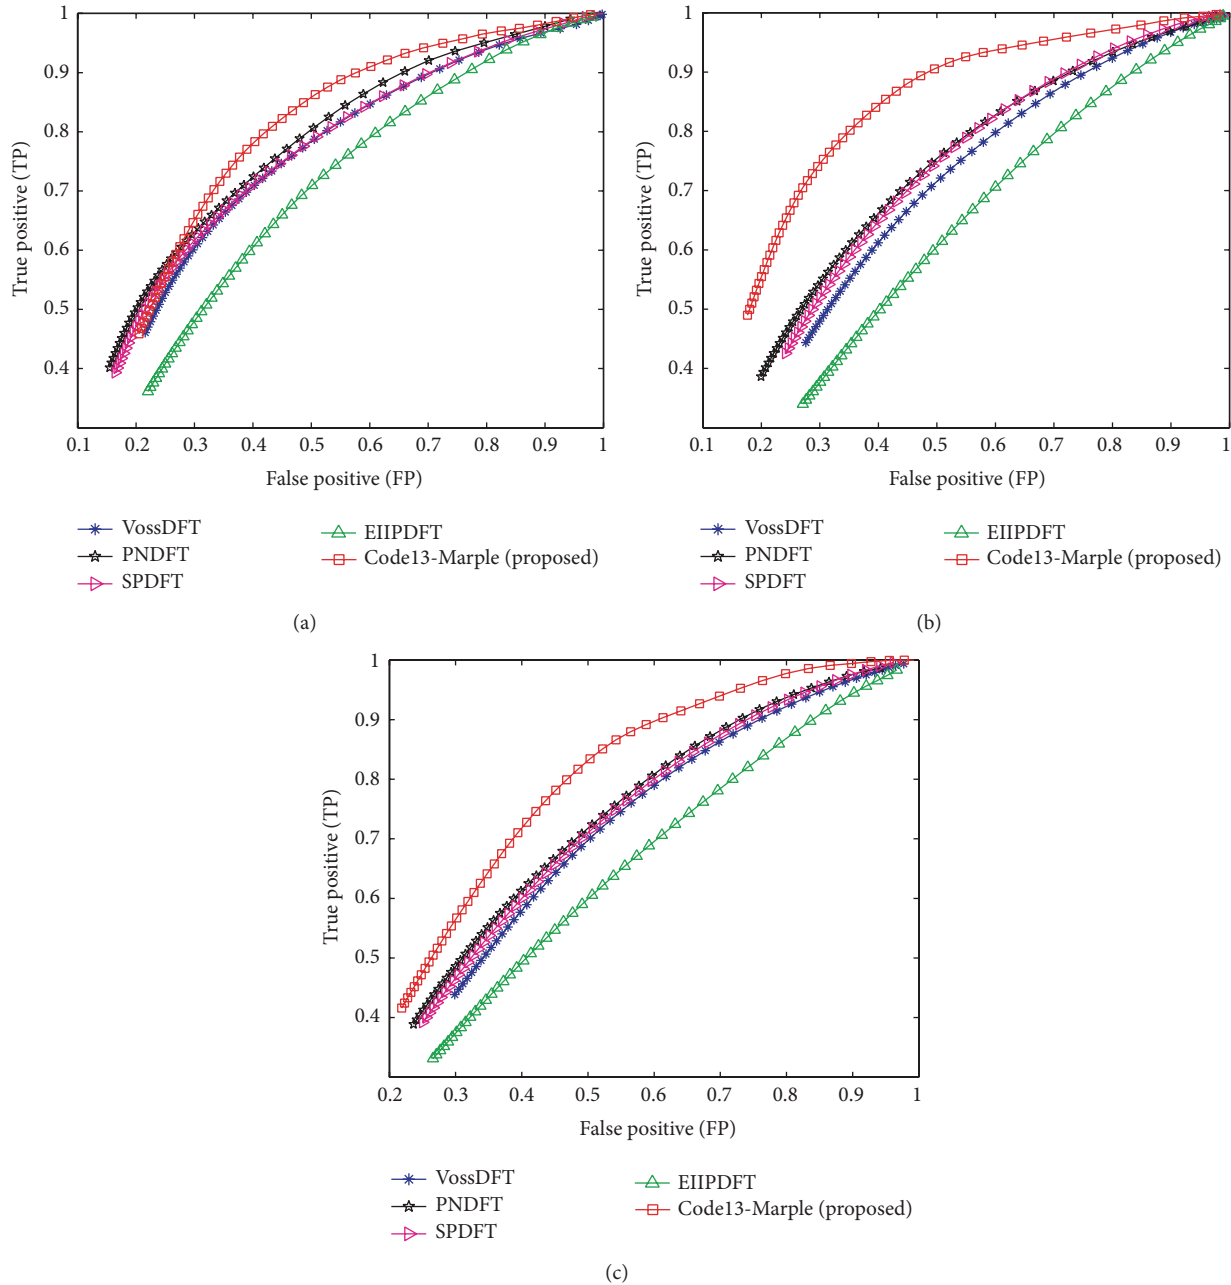 1
0.9
0.8
0.7
0.6
0.5
0.4
True positive (TP)
0.1 0.2 0.3 0.4 0.5 0.6 0.7 0.8 0.9 1
False positive (FP)
VossDFT
PNDFT
SPDFT
EIIPDFT
Code13-Marple (proposed)
(a)
1
0.9
0.8
0.7
0.6
0.5
0.4
True positive (TP)
0.1 0.2 0.3 0.4 0.5 0.6 0.7 0.8 0.9 1
False positive (FP)
VossDFT
PNDFT
SPDFT
EIIPDFT
Code13-Marple (proposed)
(b)
1
0.9
0.8
0.7
0.6
0.5
0.4
True positive (TP)
0.2 0.3 0.4 0.5 0.6 0.7 0.8 0.9 1
False positive (FP)
VossDFT
PNDFT
SPDFT
EIIPDFT
Code13-Marple (proposed)
(c)